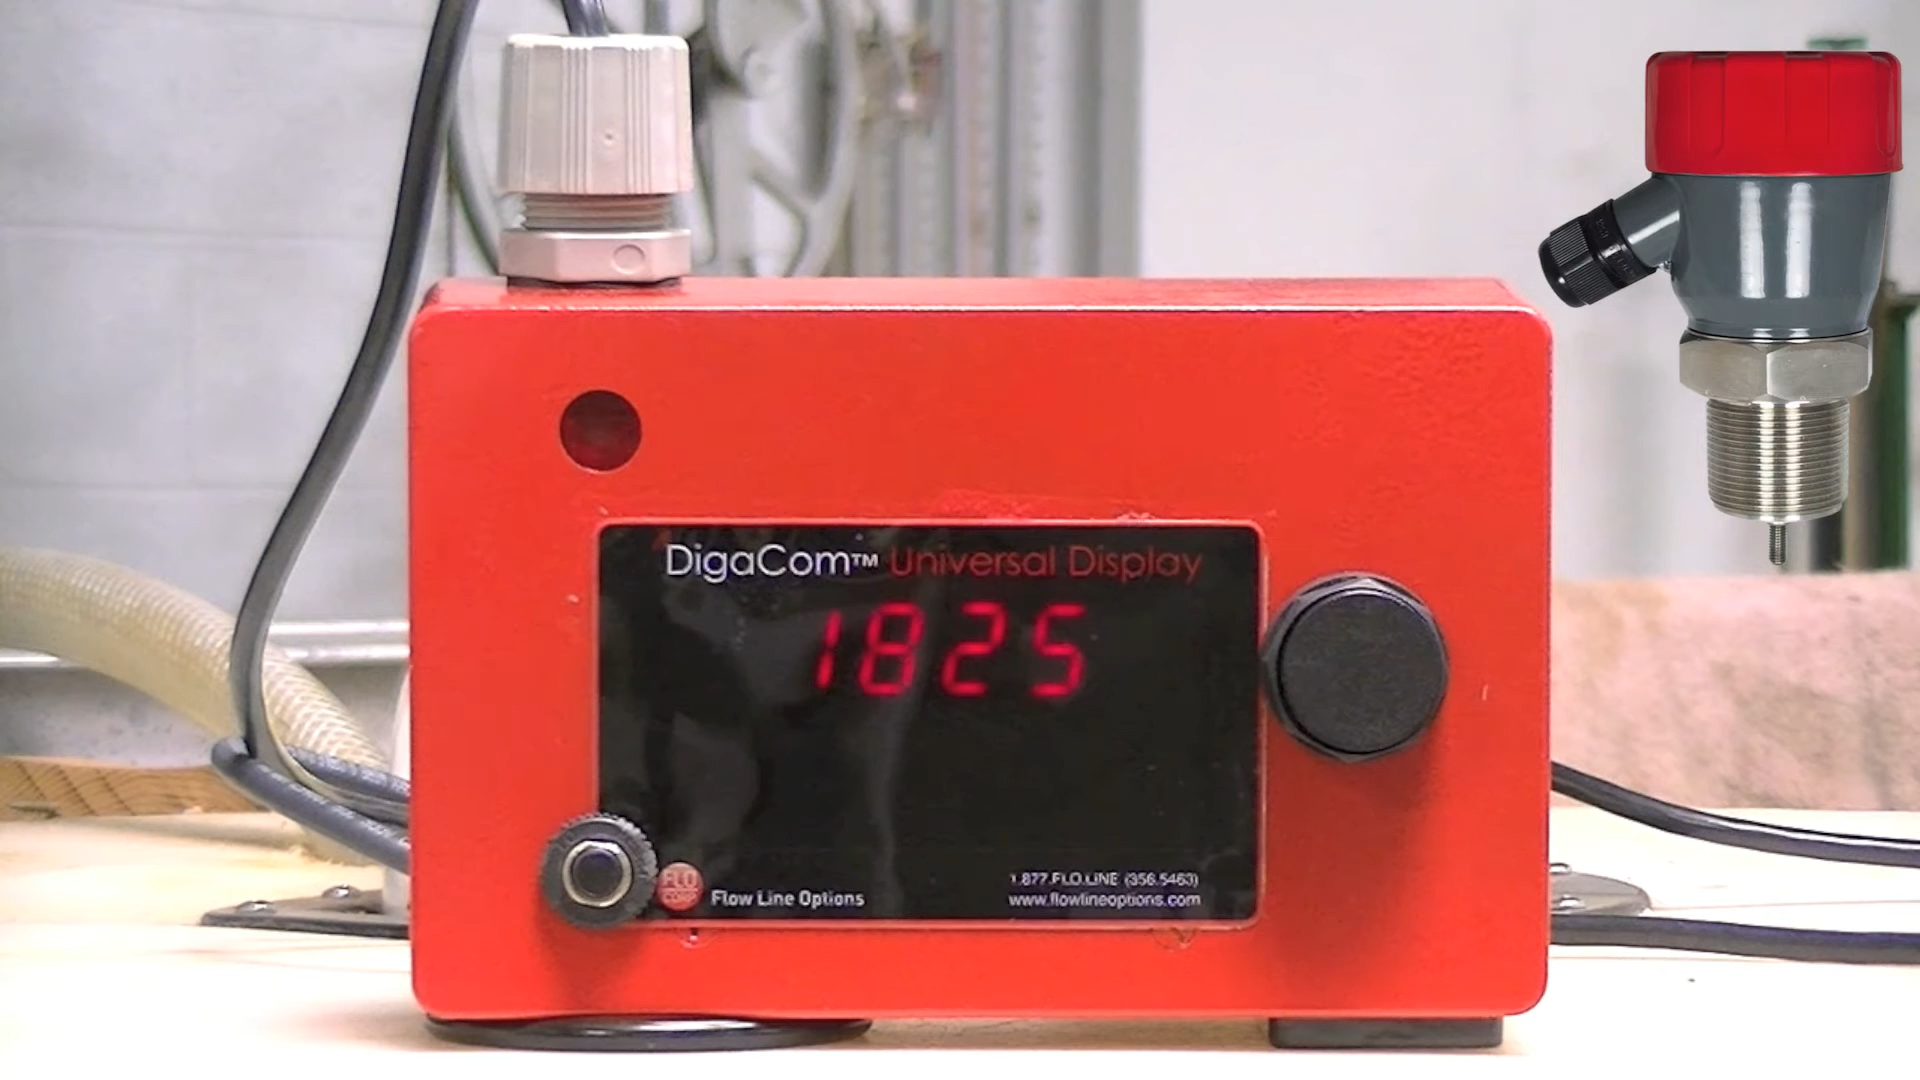 DigaCom™ Universal Display
1825
FLO
CORP
Flow Line Options
1.877.FLO.LINE (356.5463)
www.flowlineoptions.com